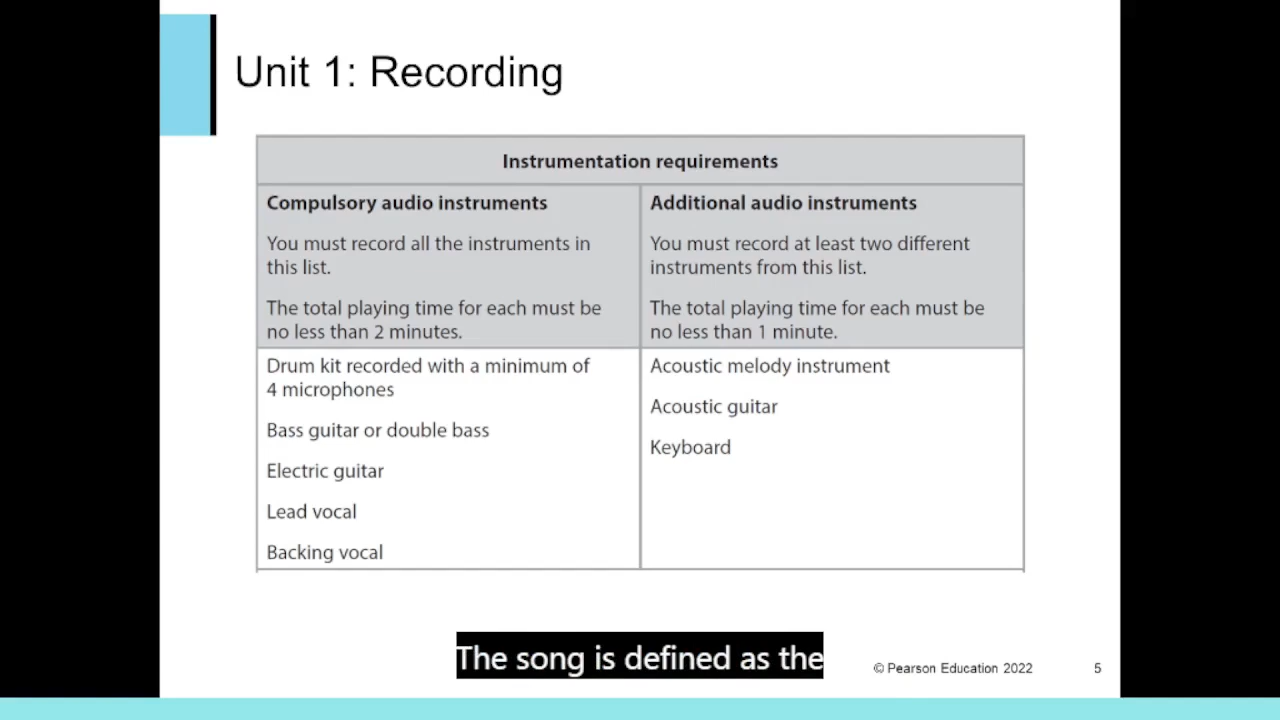 Unit 1: Recording
Instrumentation requirements
Compulsory audio instruments
You must record all the instruments in
this list.
The total playing time for each must be
no less than 2 minutes.
Additional audio instruments
You must record at least two different
instruments from this list.
The total playing time for each must be
no less than 1 minute.
Drum kit recorded with a minimum of
4 microphones
Bass guitar or double bass
Electric guitar
Lead vocal
Backing vocal
Acoustic melody instrument
Acoustic guitar
Keyboard
The song is defined as the
© Pearson Education 2022
5